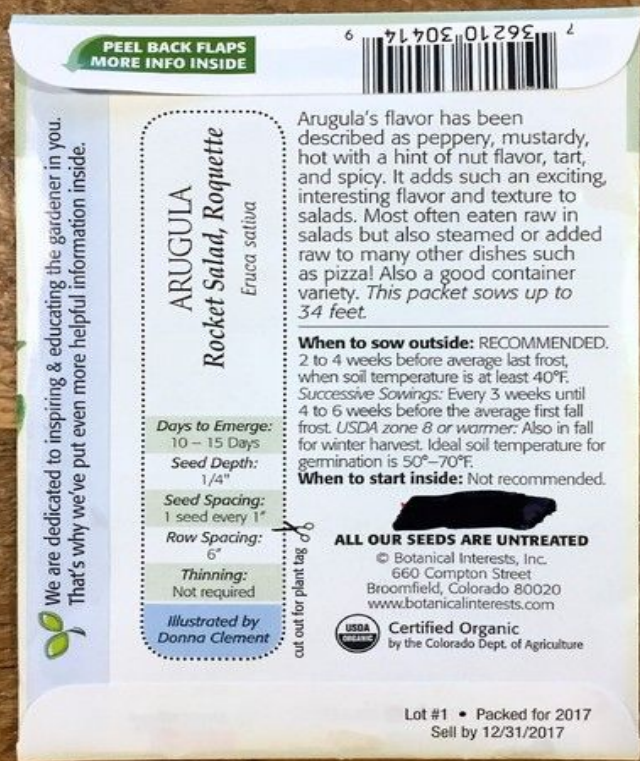 PEEL BACK FLAPS
MORE INFO INSIDE
7 36210 30414 9
We are dedicated to inspiring & educating the gardener in you.
That's why we've put even more helpful information inside.
ARUGULA
Rocket Salad, Roquette
Eruca sativa
Days to Emerge:
10 – 15 Days
Seed Depth:
1/4"
Seed Spacing:
1 seed every 1"
Row Spacing:
6"
Thinning:
Not required
Illustrated by
Donna Clement
cut out for plant tag
Arugula's flavor has been
described as peppery, mustardy,
hot with a hint of nut flavor, tart,
and spicy. It adds such an exciting,
interesting flavor and texture to
salads. Most often eaten raw in
salads but also steamed or added
raw to many other dishes such
as pizza! Also a good container
variety. This packet sows up to
34 feet.
When to sow outside: RECOMMENDED.
2 to 4 weeks before average last frost,
when soil temperature is at least 40°F.
Successive Sowings: Every 3 weeks until
4 to 6 weeks before the average first fall
frost. USDA zone 8 or warmer: Also in fall
for winter harvest. Ideal soil temperature for
germination is 50°–70°F.
When to start inside: Not recommended.
ALL OUR SEEDS ARE UNTREATED
© Botanical Interests, Inc.
660 Compton Street
Broomfield, Colorado 80020
www.botanicalinterests.com
USDA
ORGANIC
Certified Organic
by the Colorado Dept. of Agriculture
Lot #1 • Packed for 2017
Sell by 12/31/2017